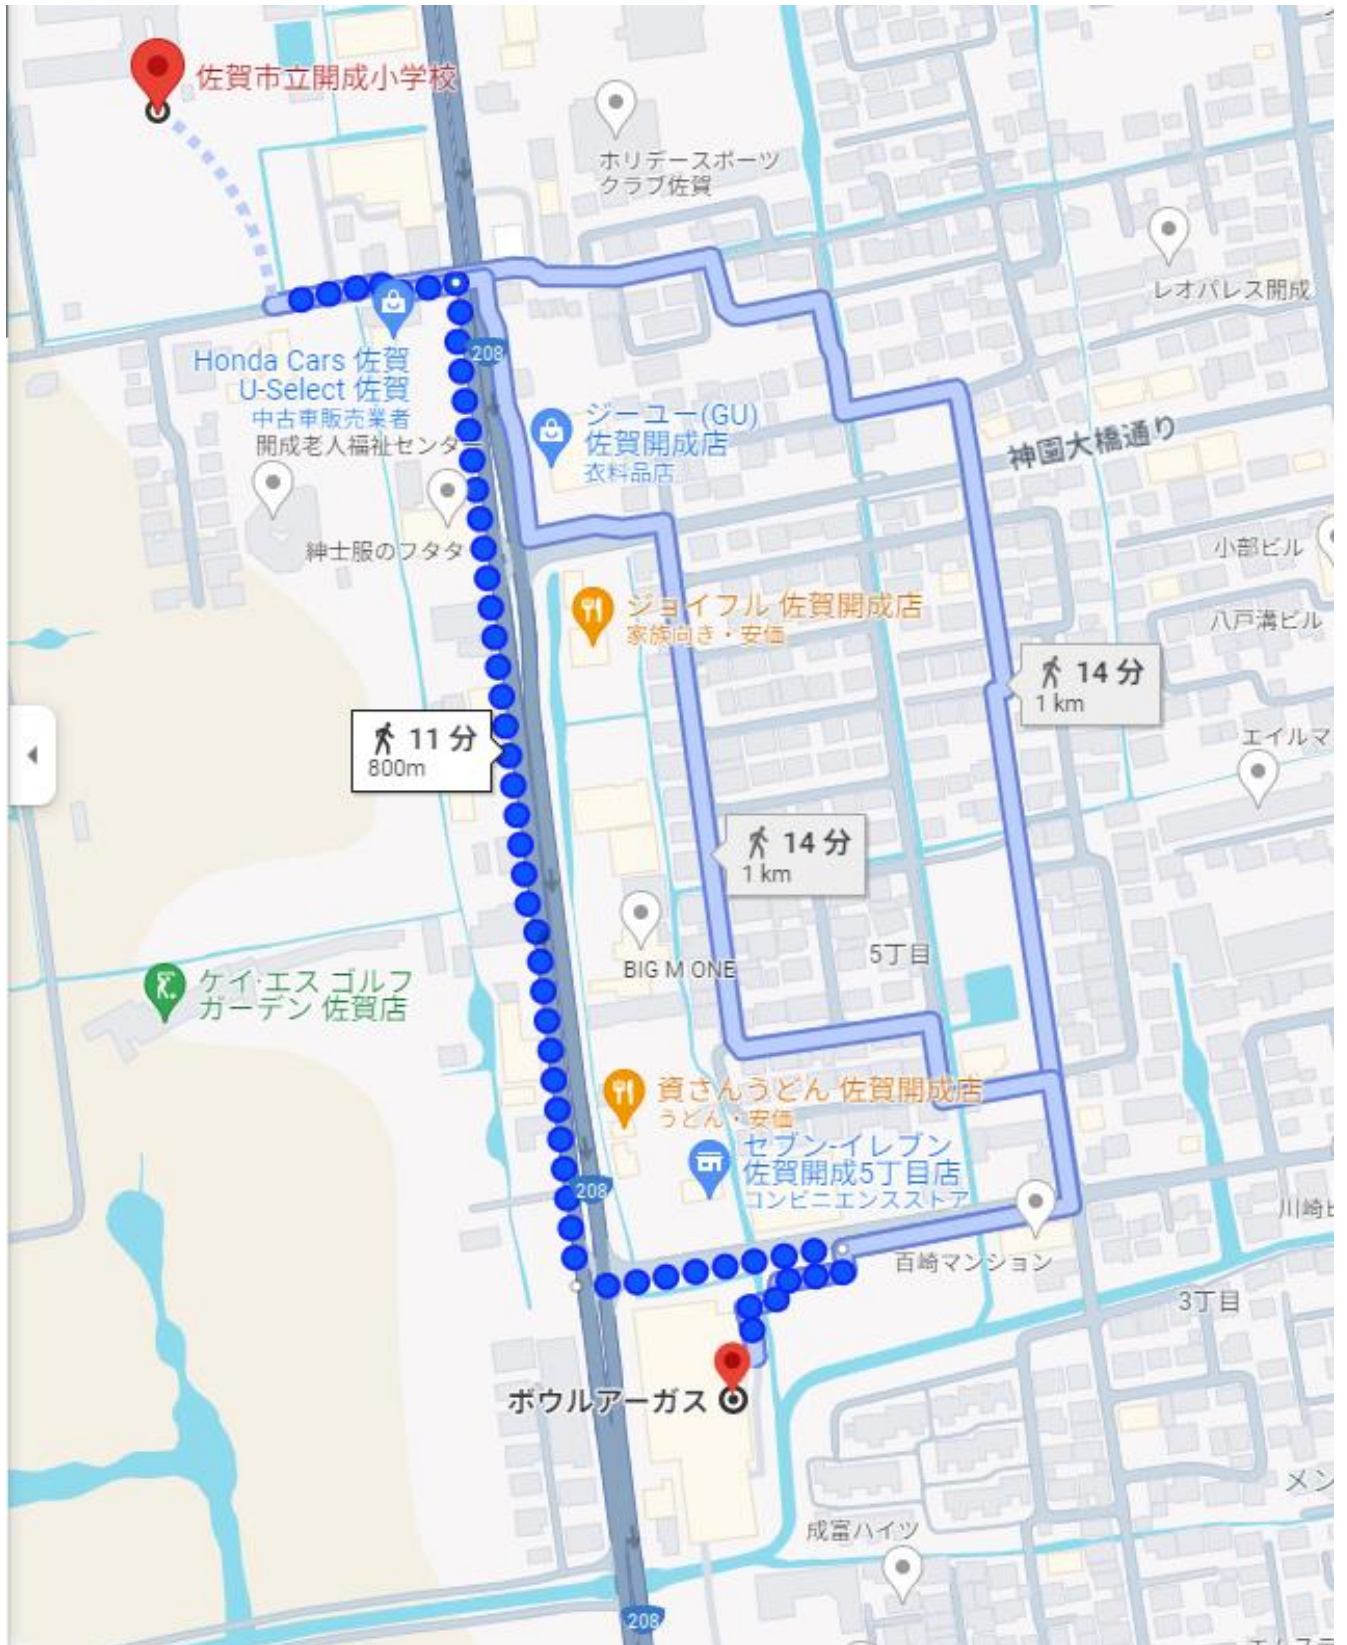 佐賀市立開成小学校
ホリデースポーツ
クラブ佐賀
レオパレス開成
208
Honda Cars 佐賀
U-Select 佐賀
中古車販売業者
開成老人福祉センター
ジーユー(GU)
佐賀開成店
衣料品店
神園大橋通り
紳士服のフタタ
小部ビル
ジョイフル 佐賀開成店
家族向き・安価
八戸溝ビル
14 分
1 km
11 分
800m
エイルマ
14 分
1 km
5丁目
BIG M ONE
ケイ·エス ゴルフ
ガーデン 佐賀店
資さんうどん 佐賀開成店
うどん・安価
セブン-イレブン
佐賀開成5丁目店
コンビニエンスストア
208
川崎ビ
百崎マンション
3丁目
ボウルアーガス
メン
成富ハイツ
208